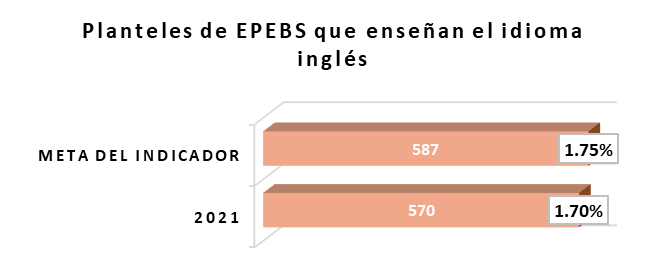 Planteles de EPEBS que enseñan el idioma
inglés
META DEL INDICADOR
587
1.75%
2021
570
1.70%